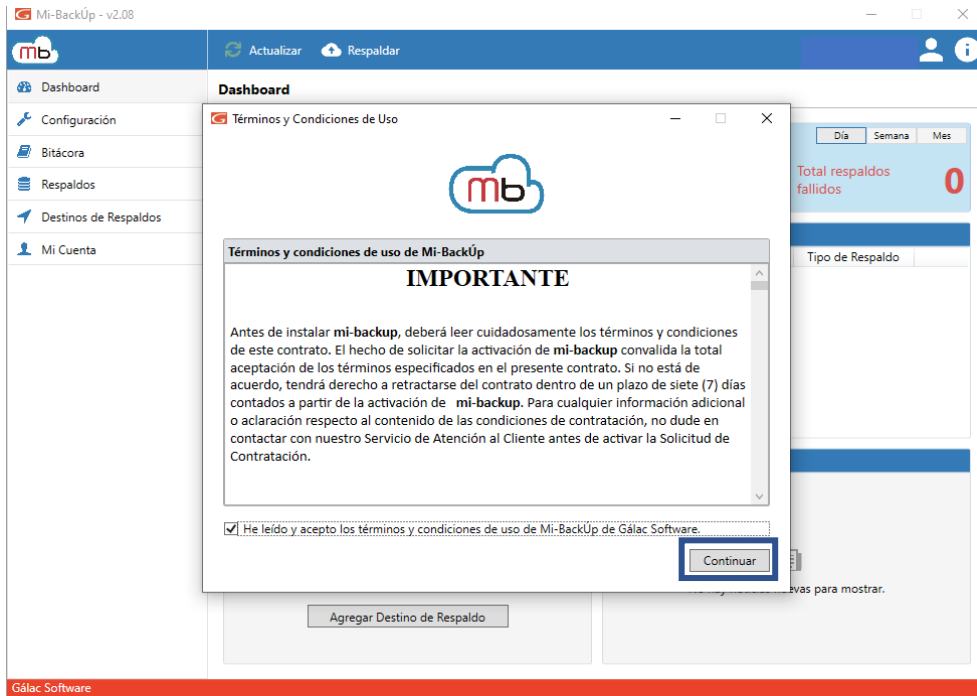 Mi-BackÚp - v2.08
mb
Actualizar
Respaldar
Dashboard
Configuración
Bitácora
Respaldos
Destinos de Respaldos
Mi Cuenta
Dashboard
Día
Semana
Mes
Total respaldos
fallidos
0
Tipo de Respaldo
Términos y Condiciones de Uso
mb
Términos y condiciones de uso de Mi-BackÚp
IMPORTANTE
Antes de instalar mi-backup, deberá leer cuidadosamente los términos y condiciones
de este contrato. El hecho de solicitar la activación de mi-backup convalida la total
aceptación de los términos especificados en el presente contrato. Si no está de
acuerdo, tendrá derecho a retractarse del contrato dentro de un plazo de siete (7) días
contados a partir de la activación de mi-backup. Para cualquier información adicional
o aclaración respecto al contenido de las condiciones de contratación, no dude en
contactar con nuestro Servicio de Atención al Cliente antes de activar la Solicitud de
Contratación.
He leído y acepto los términos y condiciones de uso de Mi-BackÚp de Gálac Software.
Continuar
para mostrar.
Agregar Destino de Respaldo
Gálac Software